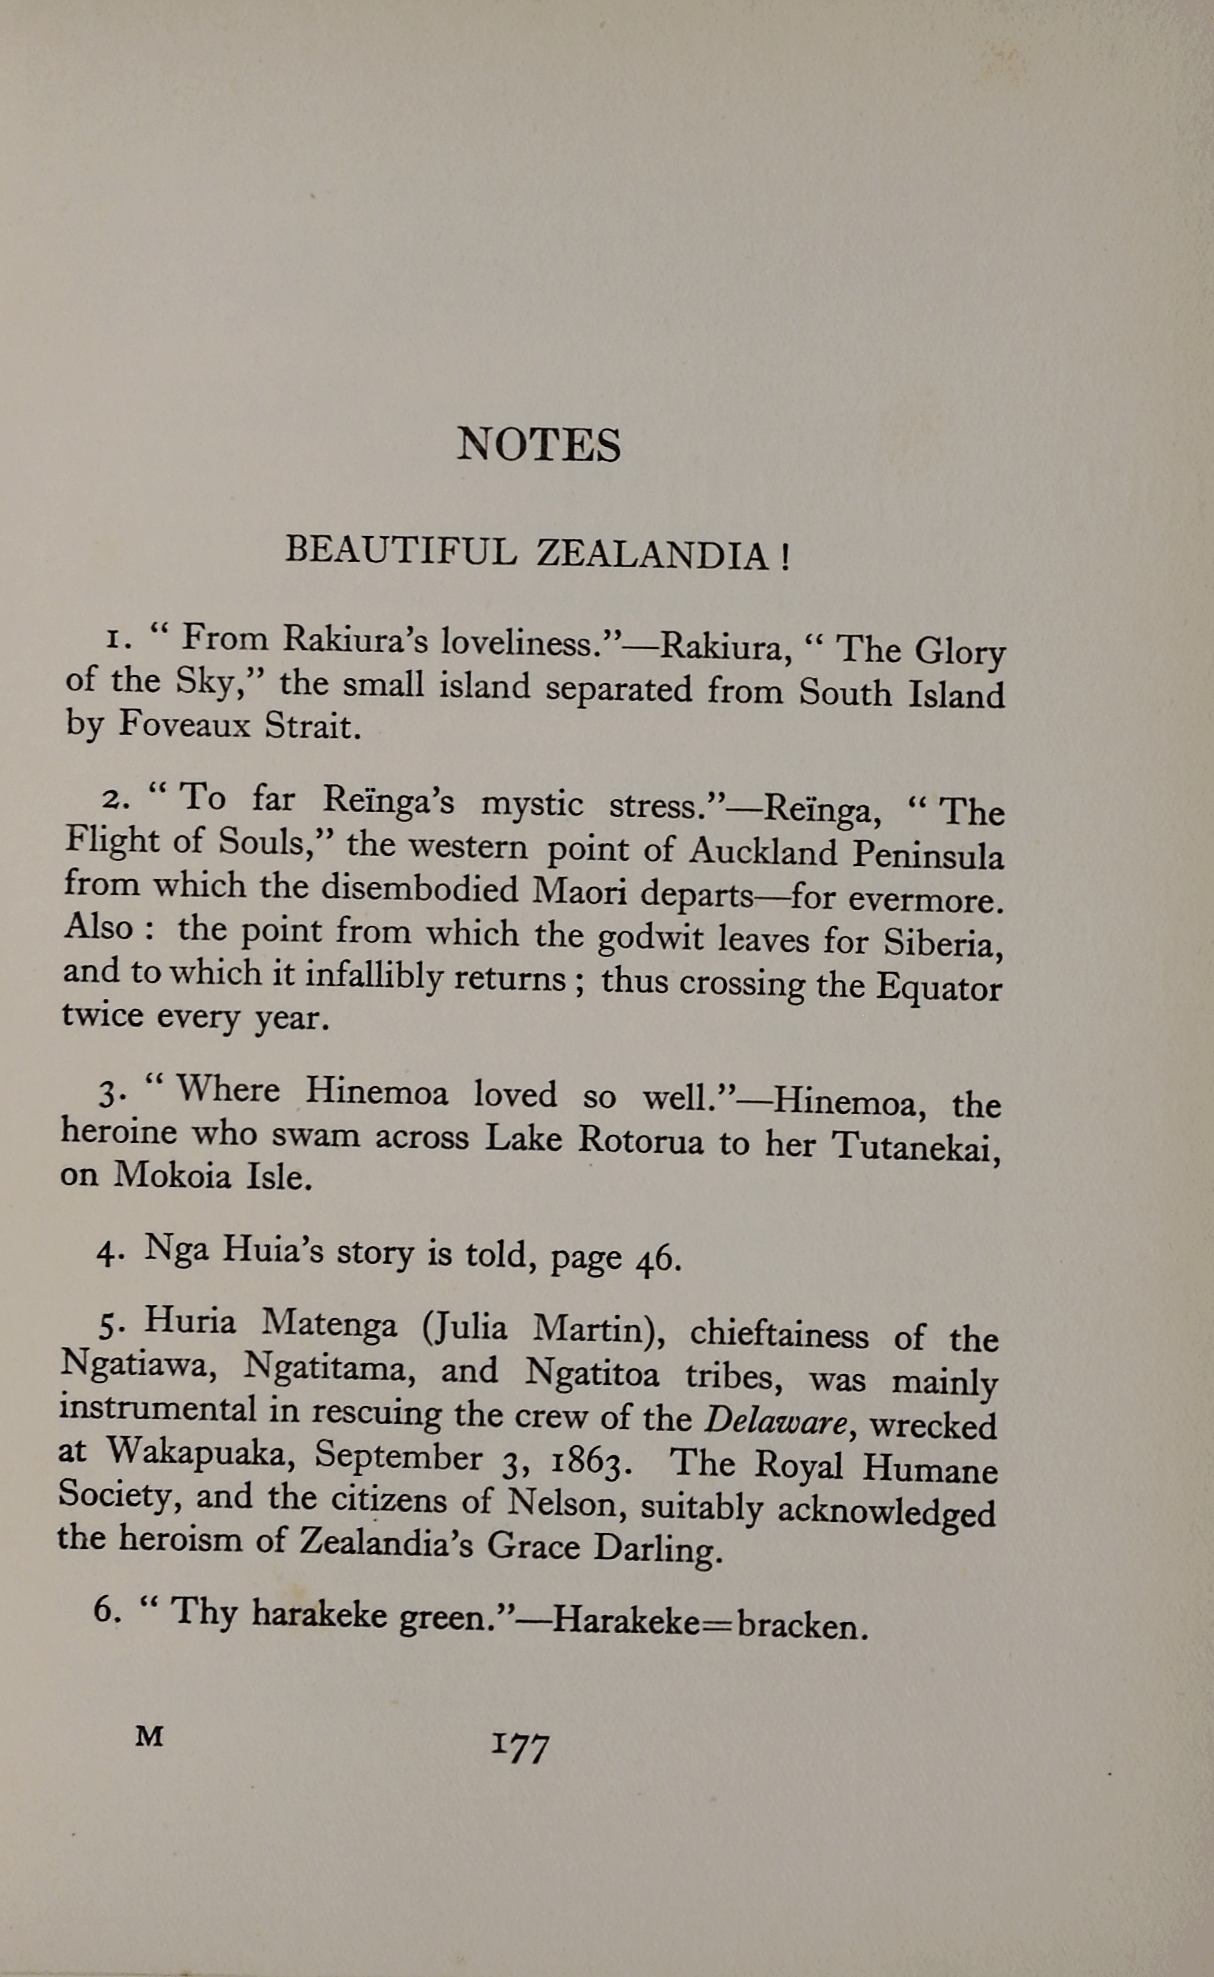 NOTES
BEAUTIFUL ZEALANDIA !
1. “ From Rakiura’s loveliness.”—Rakiura, “ The Glory
of the Sky,” the small island separated from South Island
by Foveaux Strait.
2. “ To far Reïnga’s mystic stress.”—Reïnga, “ The
Flight of Souls,” the western point of Auckland Peninsula
from which the disembodied Maori departs—for evermore.
Also : the point from which the godwit leaves for Siberia,
and to which it infallibly returns ; thus crossing the Equator
twice every year.
3. “ Where Hinemoa loved so well.”—Hinemoa, the
heroine who swam across Lake Rotorua to her Tutanekai,
on Mokoia Isle.
4. Nga Huia’s story is told, page 46.
5. Huria Matenga (Julia Martin), chieftainess of the
Ngatiawa, Ngatitama, and Ngatitoa tribes, was mainly
instrumental in rescuing the crew of the Delaware, wrecked
at Wakapuaka, September 3, 1863. The Royal Humane
Society, and the citizens of Nelson, suitably acknowledged
the heroism of Zealandia’s Grace Darling.
6. “ Thy harakeke green.”—Harakeke=bracken.
M 177